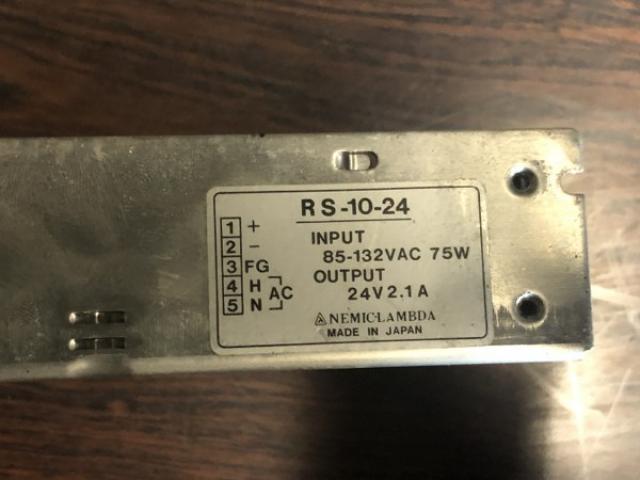 RS-10-24
1 +
2 -
3 FG
4 H
5 N
AC
INPUT
85-132VAC 75W
OUTPUT
24V 2.1A
NEMIC-LAMBDA
MADE IN JAPAN